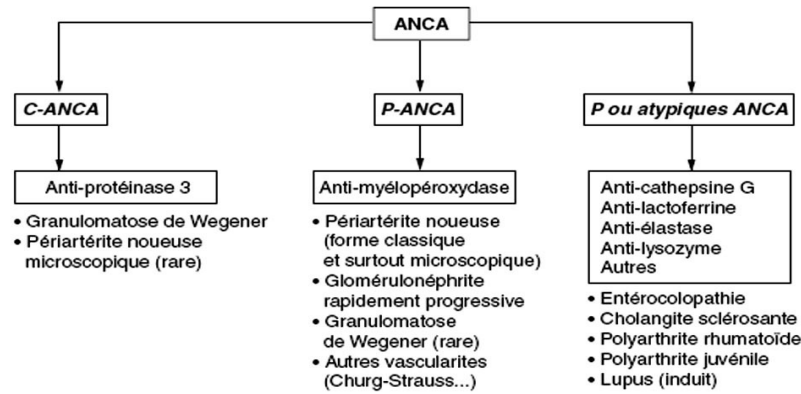 ANCA
C-ANCA
P-ANCA
P ou atypiques ANCA
Anti-protéinase 3
• Granulomatose de Wegener
• Périartérite noueuse
microscopique (rare)
Anti-myélopéroxydase
• Périartérite noueuse
(forme classique
et surtout microscopique)
• Glomérulonéphrite
rapidement progressive
• Granulomatose
de Wegener (rare)
• Autres vascularites
(Churg-Strauss...)
Anti-cathepsine G
Anti-lactoferrine
Anti-élastase
Anti-lysozyme
Autres
• Entérocolopathie
• Cholangite sclérosante
• Polyarthrite rhumatoïde
• Polyarthrite juvénile
• Lupus (induit)